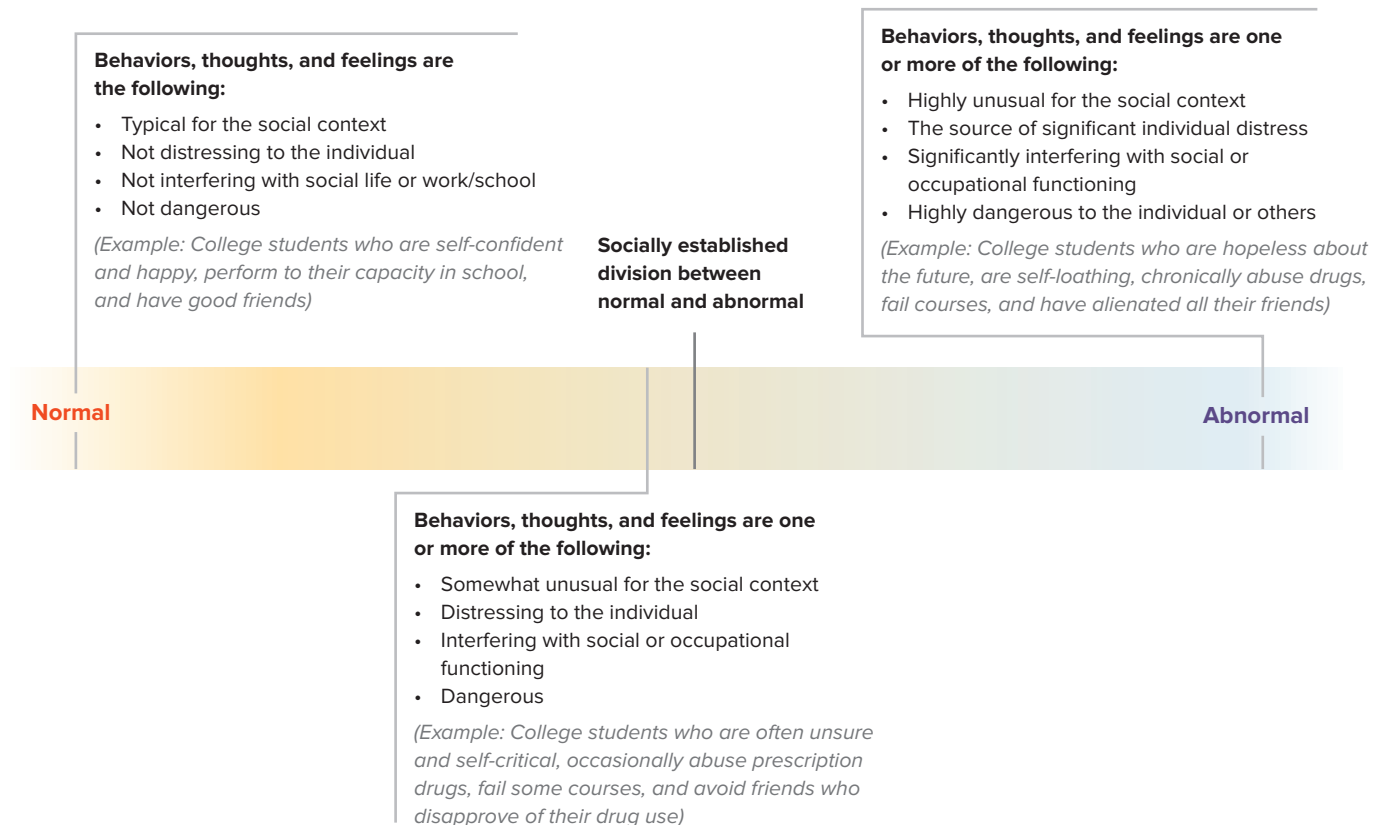 Behaviors, thoughts, and feelings are
the following:
• Typical for the social context
• Not distressing to the individual
• Not interfering with social life or work/school
• Not dangerous
(Example: College students who are self-confident
and happy, perform to their capacity in school,
and have good friends)
Socially established
division between
normal and abnormal
Behaviors, thoughts, and feelings are one
or more of the following:
• Highly unusual for the social context
• The source of significant individual distress
• Significantly interfering with social or
occupational functioning
• Highly dangerous to the individual or others
(Example: College students who are hopeless about
the future, are self-loathing, chronically abuse drugs,
fail courses, and have alienated all their friends)
Normal
Abnormal
Behaviors, thoughts, and feelings are one
or more of the following:
• Somewhat unusual for the social context
• Distressing to the individual
• Interfering with social or occupational
functioning
• Dangerous
(Example: College students who are often unsure
and self-critical, occasionally abuse prescription
drugs, fail some courses, and avoid friends who
disapprove of their drug use)